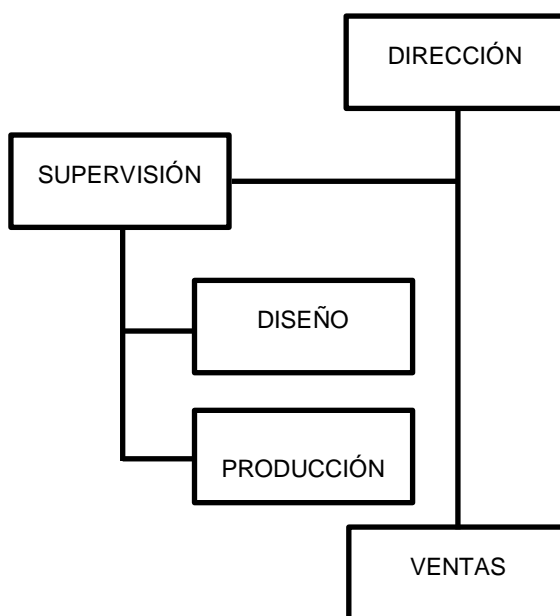 DIRECCIÓN
SUPERVISIÓN
DISEÑO
PRODUCCIÓN
VENTAS